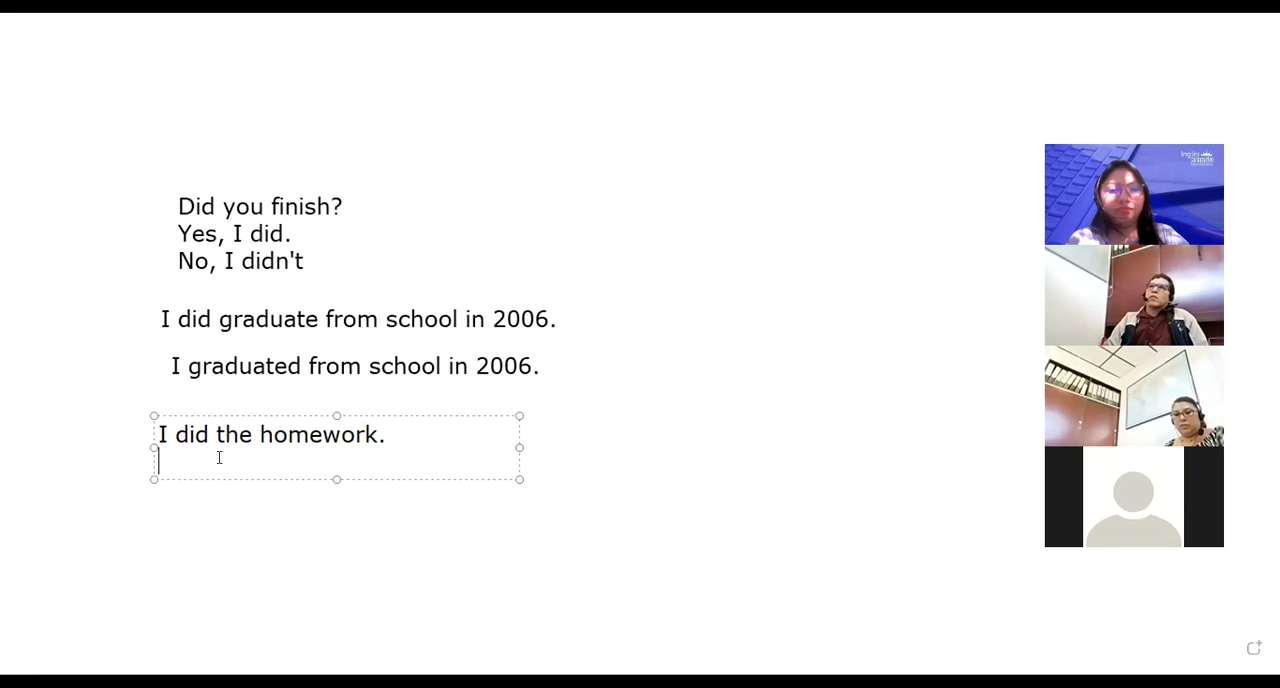 Did you finish?
Yes, I did.
No, I didn't
I did graduate from school in 2006.
I graduated from school in 2006.
I did the homework.